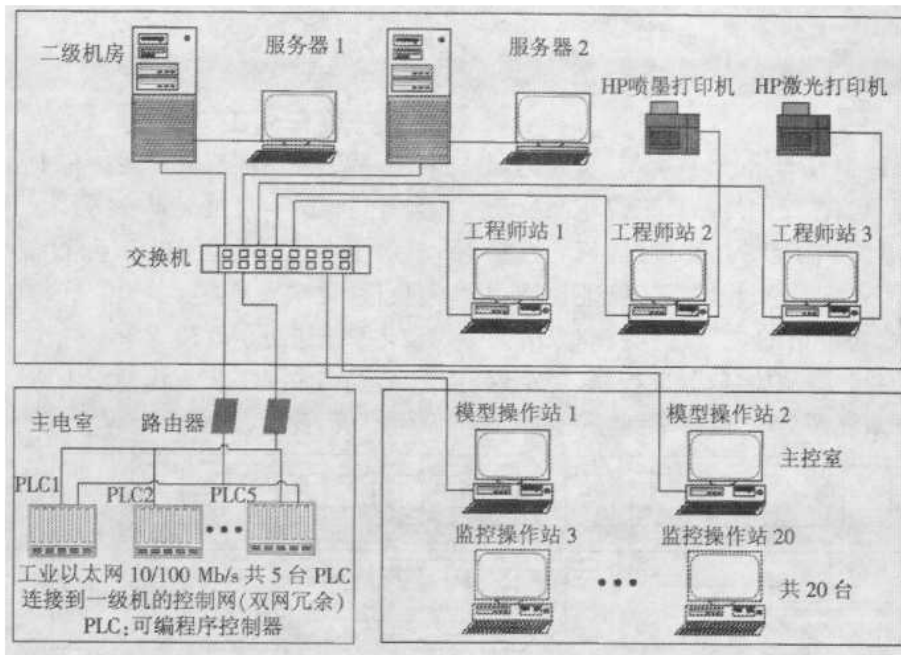 二级机房
服务器 1
服务器 2
HP喷墨打印机
HP激光打印机
工程师站 1
工程师站 2
工程师站 3
交换机
主电室
路由器
PLC1
PLC2
PLC5
工业以太网 10/100 Mb/s 共 5 台 PLC
连接到一级机的控制网(双网冗余)
PLC:可编程序控制器
模型操作站 1
模型操作站 2
主控室
监控操作站 3
监控操作站 20
共 20 台